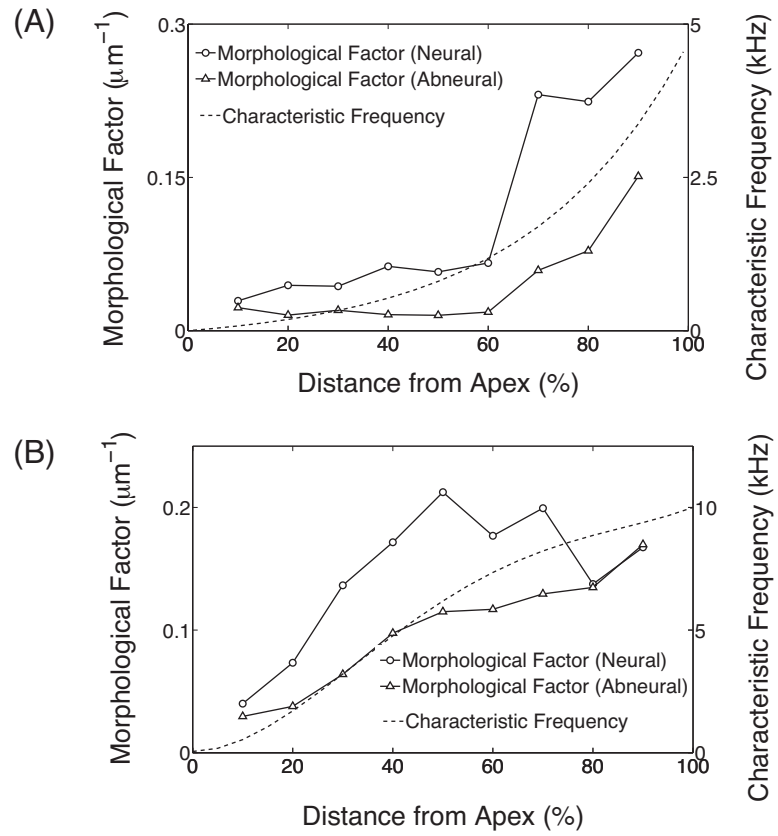 (A)
0.3
5
Morphological Factor (Neural)
Morphological Factor (Abneural)
Characteristic Frequency
Morphological Factor (μm⁻¹)
0.15
2.5
Characteristic Frequency (kHz)
0
0
20
40
60
80
100
Distance from Apex (%)
(B)
Morphological Factor (μm⁻¹)
0.2
10
Characteristic Frequency (kHz)
0.1
5
Morphological Factor (Neural)
Morphological Factor (Abneural)
Characteristic Frequency
0
0
0
20
40
60
80
100
Distance from Apex (%)